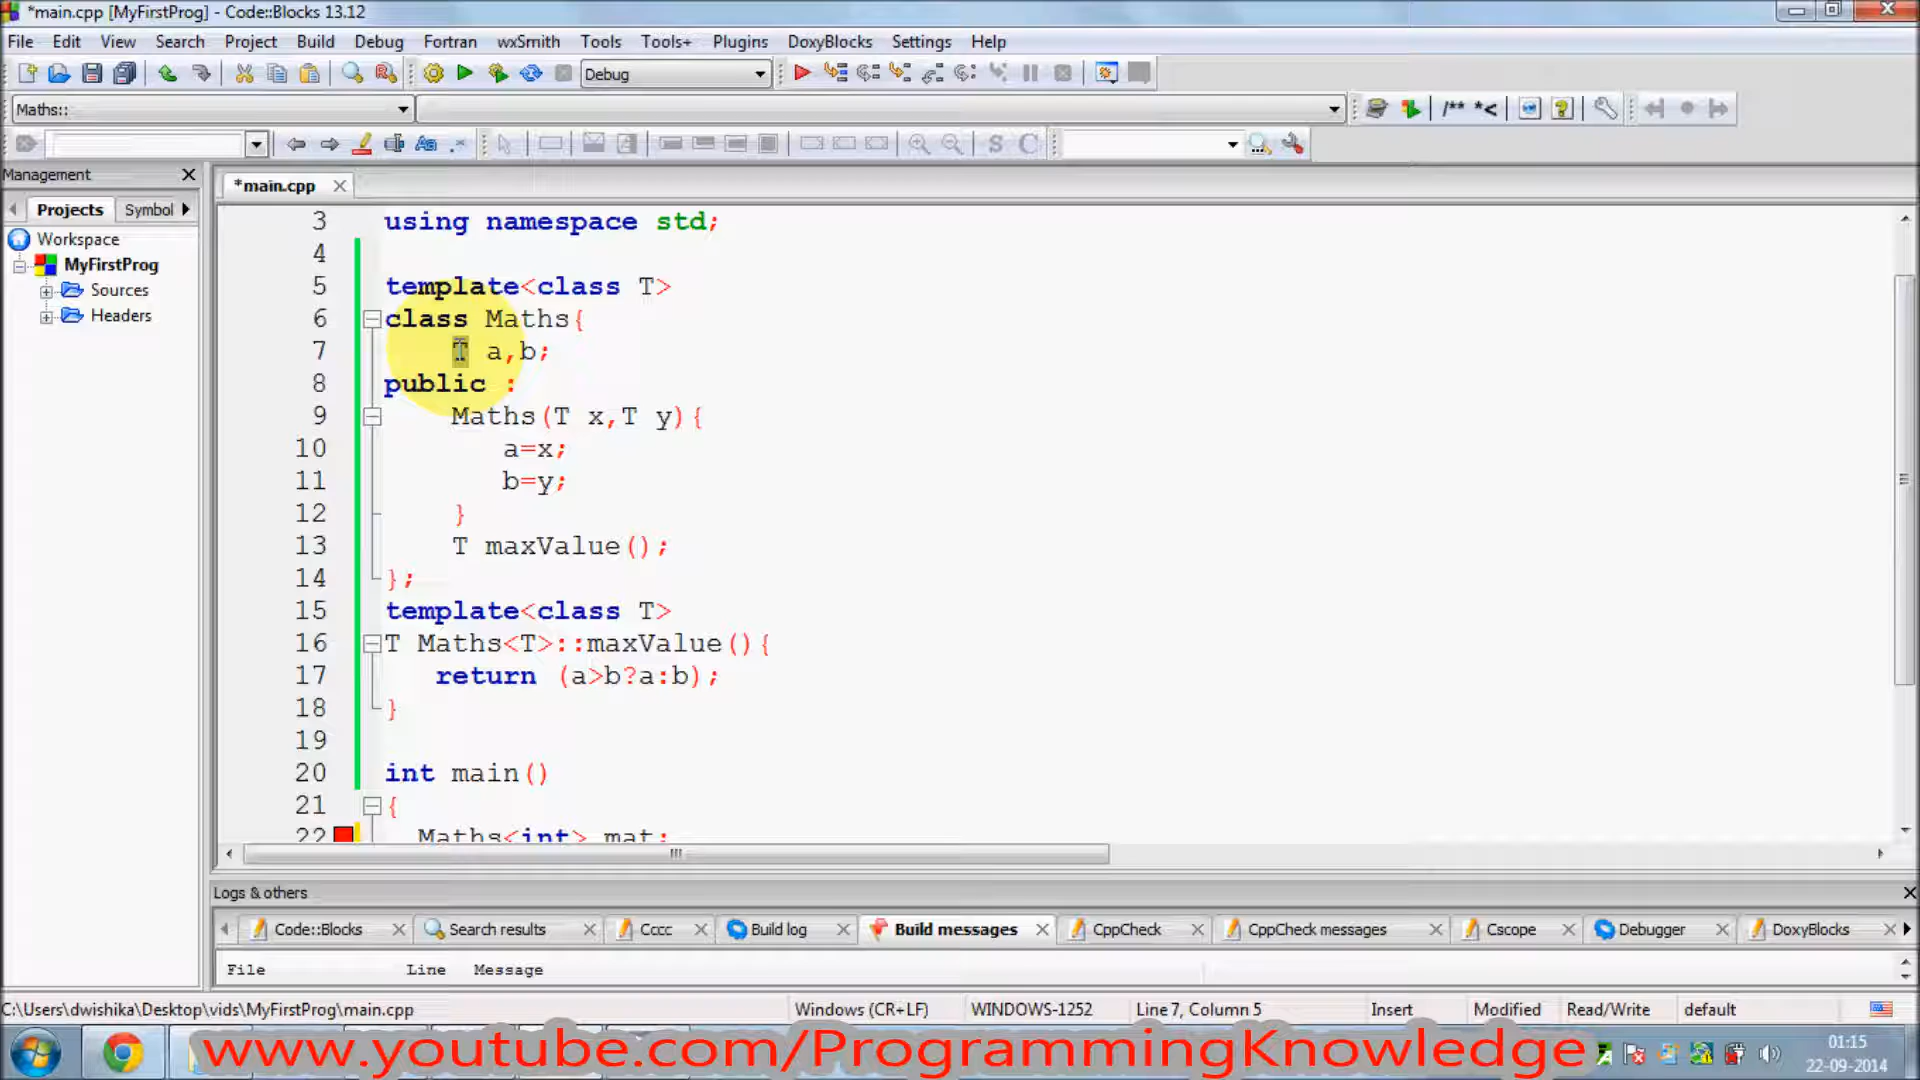 *main.cpp [MyFirstProg] - Code::Blocks 13.12
File Edit View Search Project Build Debug Fortran wxSmith Tools Tools+ Plugins DoxyBlocks Settings Help
Debug
Maths::
/** *<
S C
Management
*main.cpp
Projects Symbol
Workspace
MyFirstProg
Sources
Headers
3 using namespace std;
4
5 template<class T>
6 class Maths{
7 T a,b;
8 public :
9 Maths(T x,T y){
10 a=x;
11 b=y;
12 }
13 T maxValue();
14 };
15 template<class T>
16 T Maths<T>::maxValue(){
17 return (a>b?a:b);
18 }
19
20 int main()
21 {
22 Maths<int> mat;
Logs & others
Code::Blocks Search results Cccc Build log Build messages CppCheck CppCheck messages Cscope Debugger DoxyBlocks
File Line Message
C:\Users\dwishika\Desktop\vids\MyFirstProg\main.cpp Windows (CR+LF) WINDOWS-1252 Line 7, Column 5 Insert Modified Read/Write default
www.youtube.com/ProgrammingKnowledge
01:15
22-09-2014